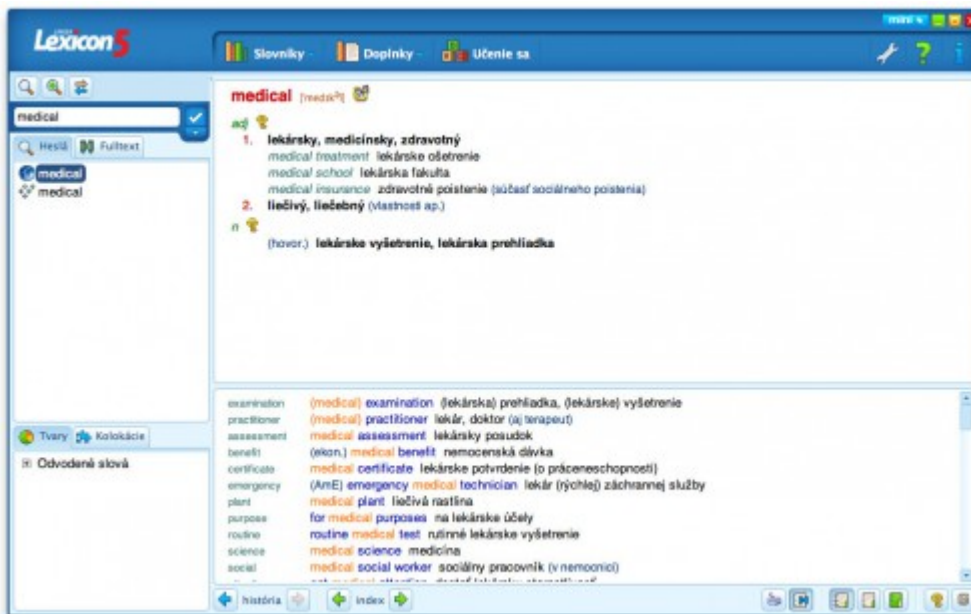 mini
Lexicon5
Slovníky
Doplnky
Učenie sa
medical
Heslá
Fulltext
medical
medical
medical
adj
1. lekársky, medicínsky, zdravotný
medical treatment lekárske ošetrenie
medical school lekárska fakulta
medical insurance zdravotné poistenie (súčasť sociálneho poistenia)
2. liečivý, liečebný (vlastnosti ap.)
n
(hovor.) lekárske vyšetrenie, lekárska prehliadka
Tvary
Kolokácie
Odvodené slová
examination (medical) examination (lekárska) prehliadka, (lekárske) vyšetrenie
practitioner (medical) practitioner lekár, doktor (aj terapeut)
assessment medical assessment lekársky posudok
benefit (ekon.) medical benefit nemocenská dávka
certificate medical certificate lekárske potvrdenie (o práceneschopnosti)
emergency (AmE) emergency medical technician lekár (rýchlej) záchrannej služby
plant medical plant liečivá rastlina
purpose for medical purposes na lekárske účely
routine routine medical test rutinné lekárske vyšetrenie
science medical science medicína
social medical social worker sociálny pracovník (v nemocnici)
história
index